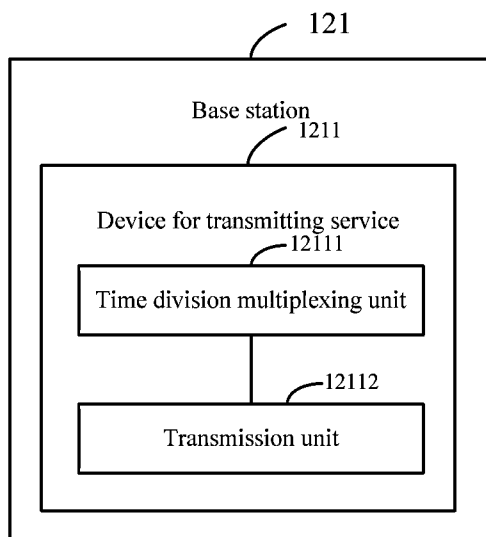 121
Base station
1211
Device for transmitting service
12111
Time division multiplexing unit
12112
Transmission unit